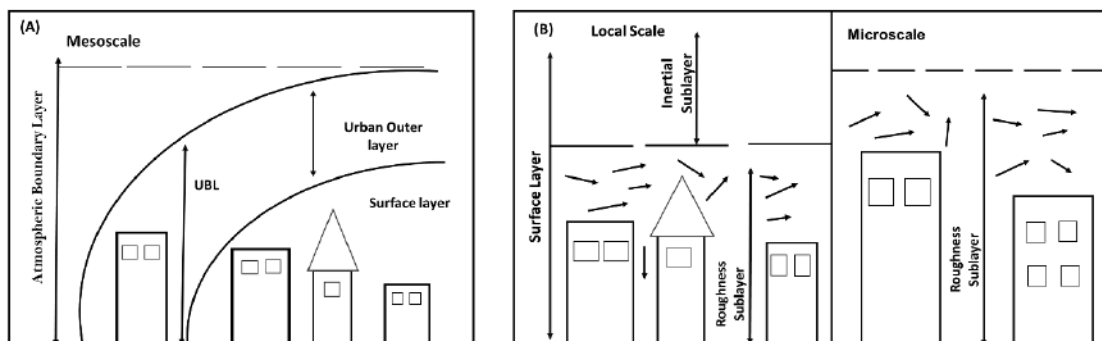 (A)
Mesoscale
Atmospheric Boundary Layer
Urban Outer
layer
UBL
Surface layer
(B)
Local Scale
Inertial
Sublayer
Surface Layer
Roughness
Sublayer
Microscale
Roughness
Sublayer